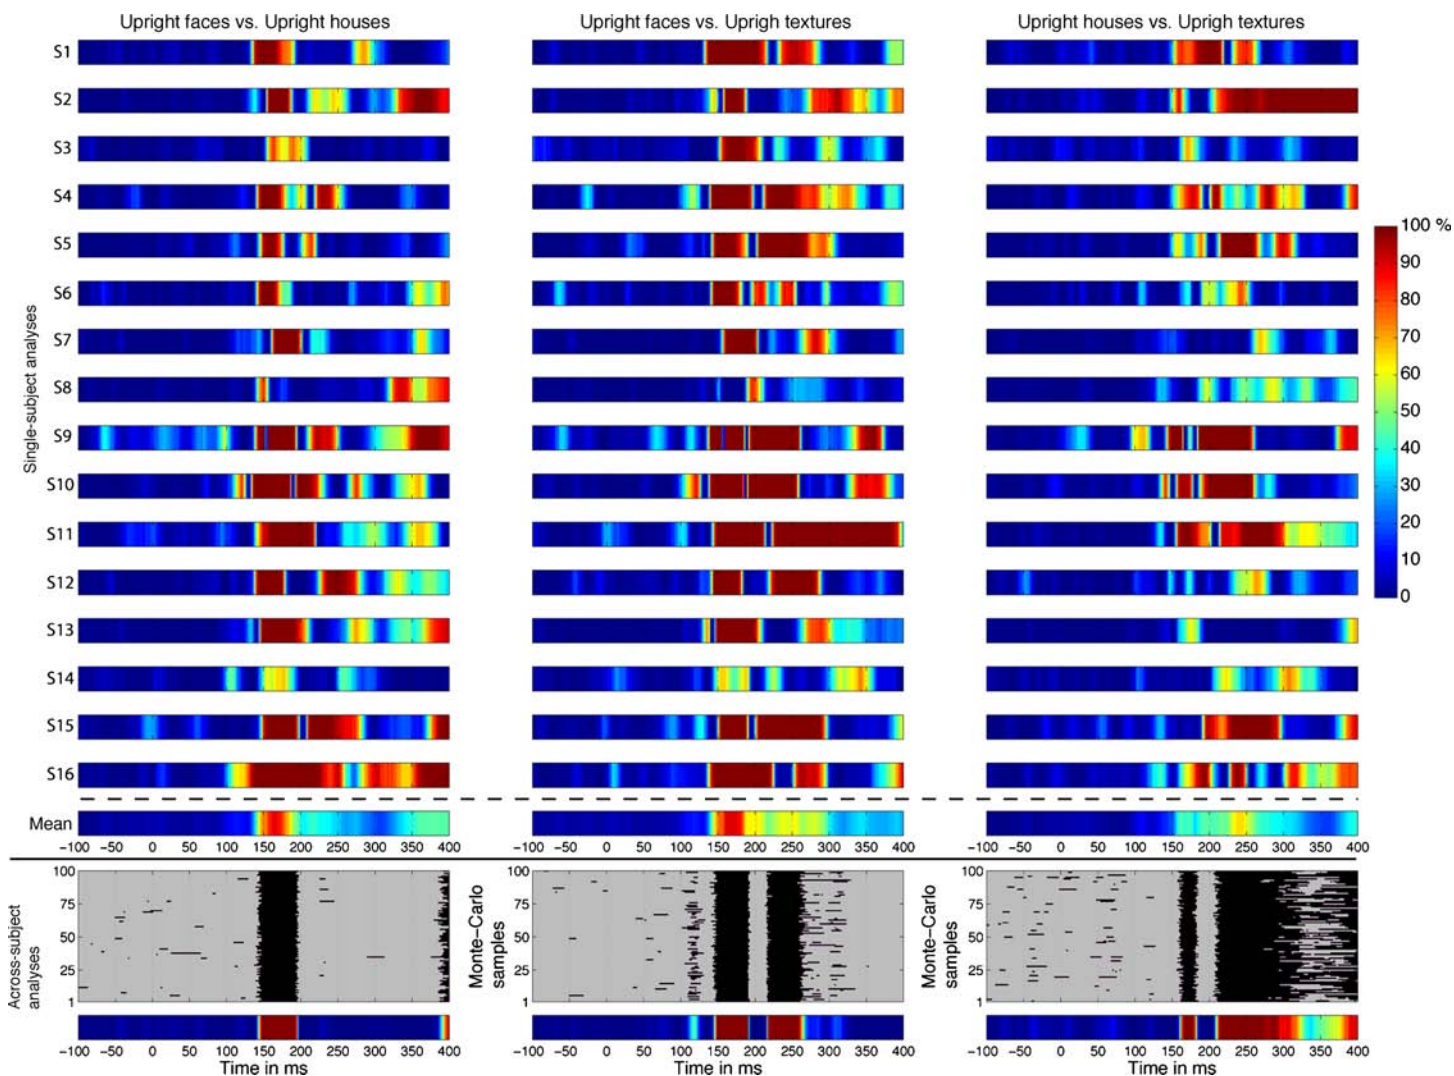 Upright faces vs. Upright houses
Upright faces vs. Uprigh textures
Upright houses vs. Uprigh textures
S1
S2
S3
S4
S5
S6
S7
S8
S9
S10
S11
S12
S13
S14
S15
S16
Single-subject analyses
100 %
90
80
70
60
50
40
30
20
10
0
Mean
-100 -50 0 50 100 150 200 250 300 350 400
-100 -50 0 50 100 150 200 250 300 350 400
-100 -50 0 50 100 150 200 250 300 350 400
Across-subject
analyses
100
75
50
25
1
Monte-Carlo
samples
100
75
50
25
1
Monte-Carlo
samples
100
75
50
25
1
-100 -50 0 50 100 150 200 250 300 350 400
Time in ms
-100 -50 0 50 100 150 200 250 300 350 400
Time in ms
-100 -50 0 50 100 150 200 250 300 350 400
Time in ms